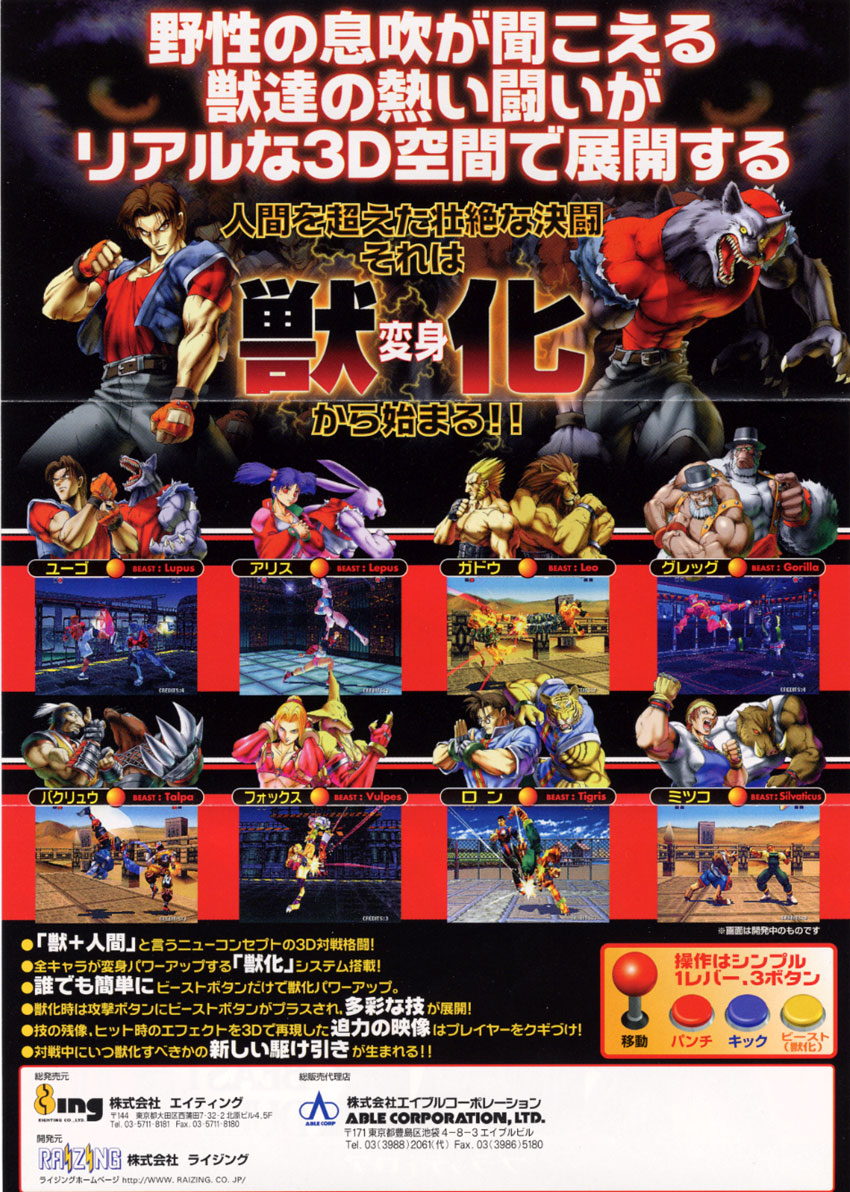 野性の息吹が聞こえる
獣達の熱い闘いが
リアルな3D空間で展開する
人間を超えた壮絶な決闘
それは
獣変身化
から始まる!!
ユーゴ BEAST : Lupus
アリス BEAST : Lepus
ガドウ BEAST : Leo
グレッグ BEAST : Gorilla
CREDITS:4
CREDITS:2
CREDITS:4
バクリュウ BEAST : Talpa
フォックス BEAST : Vulpes
ロン BEAST : Tigris
ミツコ BEAST : Silvaticus
CREDITS:3
※画面は開発中のものです
●「獣+人間」と言うニューコンセプトの3D対戦格闘!
●全キャラが変身パワーアップする「獣化」システム搭載!
●誰でも簡単にビーストボタンだけで獣化パワーアップ。
●獣化時は攻撃ボタンにビーストボタンがプラスされ、多彩な技が展開!
●技の残像、ヒット時のエフェクトを3Dで再現した迫力の映像はプレイヤーをクギづけ!
●対戦中にいつ獣化すべきかの新しい駆け引きが生まれる!!
操作はシンプル
1レバー、3ボタン
移動 パンチ キック ビースト
(獣化)
総発売元
8ing
EIGHTING CO.,LTD.
株式会社 エイティング
〒144 東京都大田区西蒲田7-32-2 北原ビル4,5F
Tel. 03-5711-8181 Fax. 03-5711-8180
開発元
RAIZING 株式会社 ライジング
ライジングホームページ http://WWW. RAIZING. CO. JP/
総販売代理店
ABLE CORP
株式会社エイブルコーポレーション
ABLE CORPORATION, LTD.
〒171 東京都豊島区池袋 4-8-3 エイブルビル
Tel. 03(3988)2061(代) Fax. 03(3986)5180